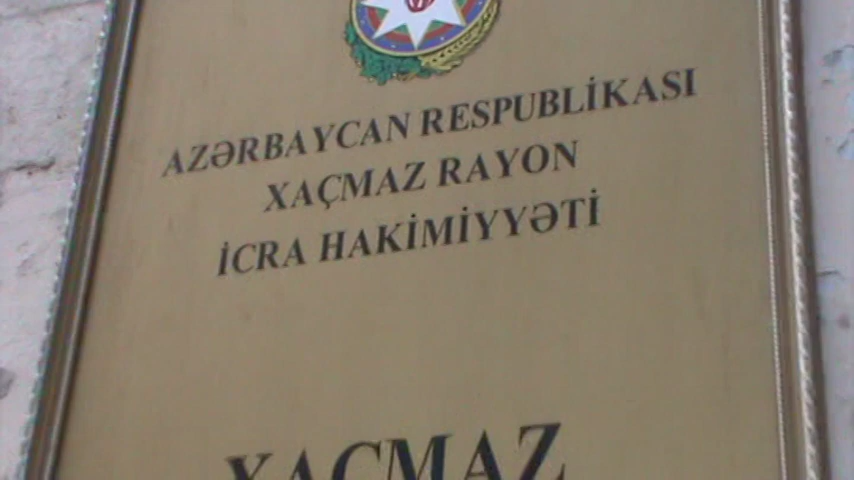 AZƏRBAYCAN RESPUBLİKASI
XAÇMAZ RAYON
İCRA HAKİMİYYƏTİ
XAÇMAZ